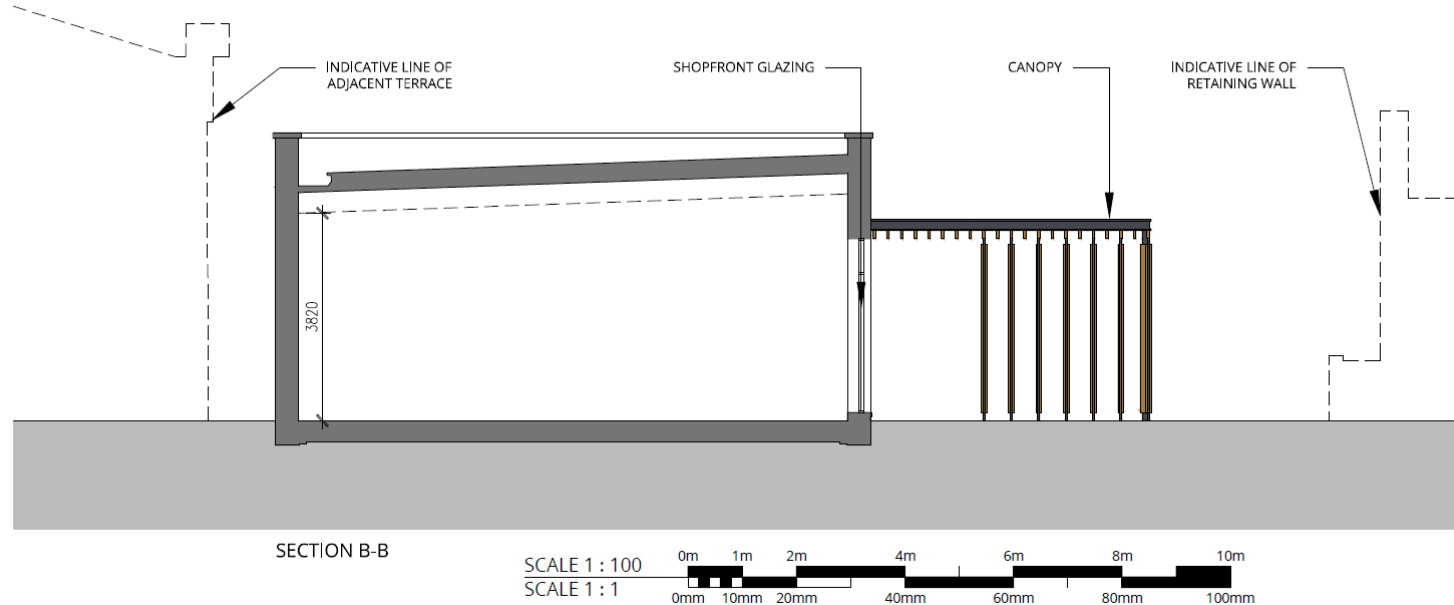 INDICATIVE LINE OF
ADJACENT TERRACE
SHOPFRONT GLAZING
CANOPY
INDICATIVE LINE OF
RETAINING WALL
3820
SECTION B-B
SCALE 1 : 100
0m 1m 2m 4m 6m 8m 10m
SCALE 1 : 1
0mm 10mm 20mm 40mm 60mm 80mm 100mm